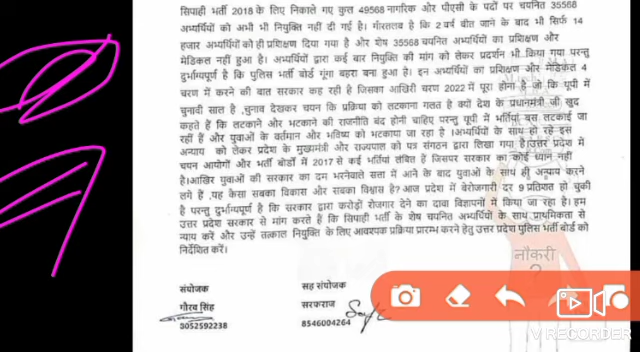 सिपाही भर्ती 2018 के लिए निकाले गए कुल 49568 नागरिक ओर पीएसी के पदों पर चयनित 35568
अभ्यर्थियों को अभी भी नियुक्ति नहीं दी गई है। गौरतलब है कि 2 वर्ष बीत जाने के बाद भी सिर्फ 14
हजार अभ्यर्थियों को ही प्रशिक्षण दिया गया है और शेष 35568 चयनित अभ्यर्थियों का प्रशिक्षण और
मेडिकल नहीं हुआ है। अभ्यर्थियों द्वारा कई बार नियुक्ति की मांग को लेकर प्रदर्शन भी किया गया परन्तु
दुर्भाग्यपूर्ण है कि पुलिस भर्ती बोर्ड गूंगा बहरा बना हुआ है। इन अभ्यर्थियों का प्रशिक्षण और मेडिकल 4
चरण में करने की बात सरकार कह रही है जिसका आखिरी चरण 2022 में पूरा होना है जो कि यूपी में
चुनावी साल है ,चुनाव देखकर चयन कि प्रक्रिया को लटकाना गलत है क्यों देश के प्रधानमंत्री जी खुद
कहते हैं कि लटकाने ओर भटकाने की राजनीति बंद होनी चाहिए परन्तु यूपी में भर्तियां बस लटकाई जा
रहीं हैं और युवाओं के वर्तमान और भविष्य को भटकाया जा रहा है ।अभ्यर्थियों के साथ हो रहे इस
अन्याय को लेकर प्रदेश के मुख्यमंत्री और राज्यपाल को पत्र संगठन द्वारा लिखा गया है।उत्तर प्रदेश में
चयन आयोगों और भर्ती बोर्डों में 2017 से कई भर्तियां लंबित हैं जिसपर सरकार का कोई ध्यान नहीं
है।आखिर युवाओं की सरकार का दम भरनेवाले सत्ता में आने के बाद युवाओं के साथ ही अन्याय करने
लगे हैं ,यह कैसा सबका विकास ओर सबका विश्वास है? आज प्रदेश में बेरोजगारी दर 9 प्रतिशत हो चुकी
है परन्तु दुर्भाग्यपूर्ण है कि सरकार द्वारा करोड़ों रोज़गार देने का दावा विज्ञापनों में किया जा रहा है। हम
उत्तर प्रदेश सरकार से मांग करते हैं कि सिपाही भर्ती के शेष चयनित अभ्यर्थियों के साथ प्राथमिकता से
न्याय करें और उन्हें तत्काल नियुक्ति के लिए आवश्यक प्रक्रिया प्रारम्भ करने हेतु उत्तर प्रदेश पुलिस भर्ती बोर्ड को
निर्देशित करें।
नौकरी
?
संयोजक सह संयोजक
गौरव सिंह सरफराज
8052592238 8546004264
V RECORDER